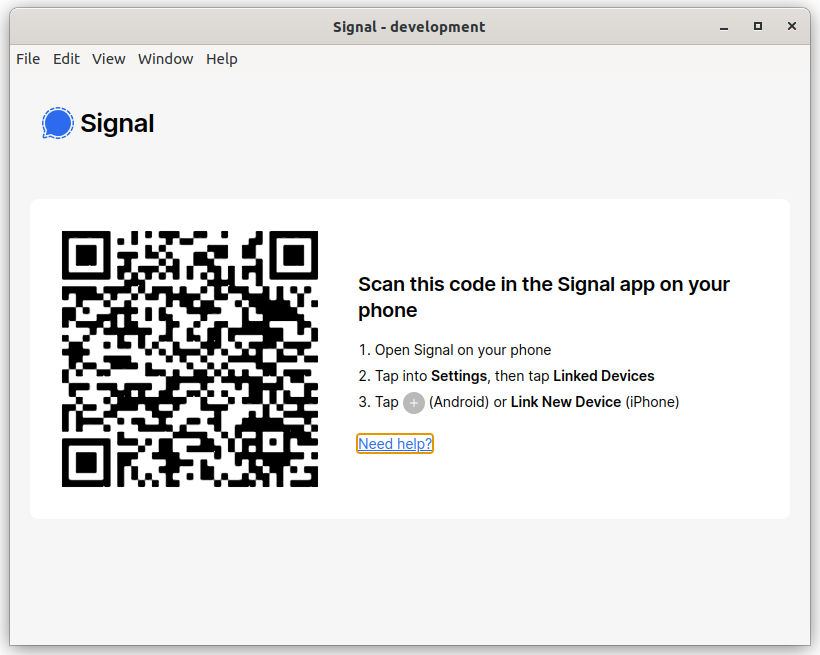 Signal - development
File Edit View Window Help
Signal
Scan this code in the Signal app on your
phone
1. Open Signal on your phone
2. Tap into Settings, then tap Linked Devices
3. Tap + (Android) or Link New Device (iPhone)
Need help?